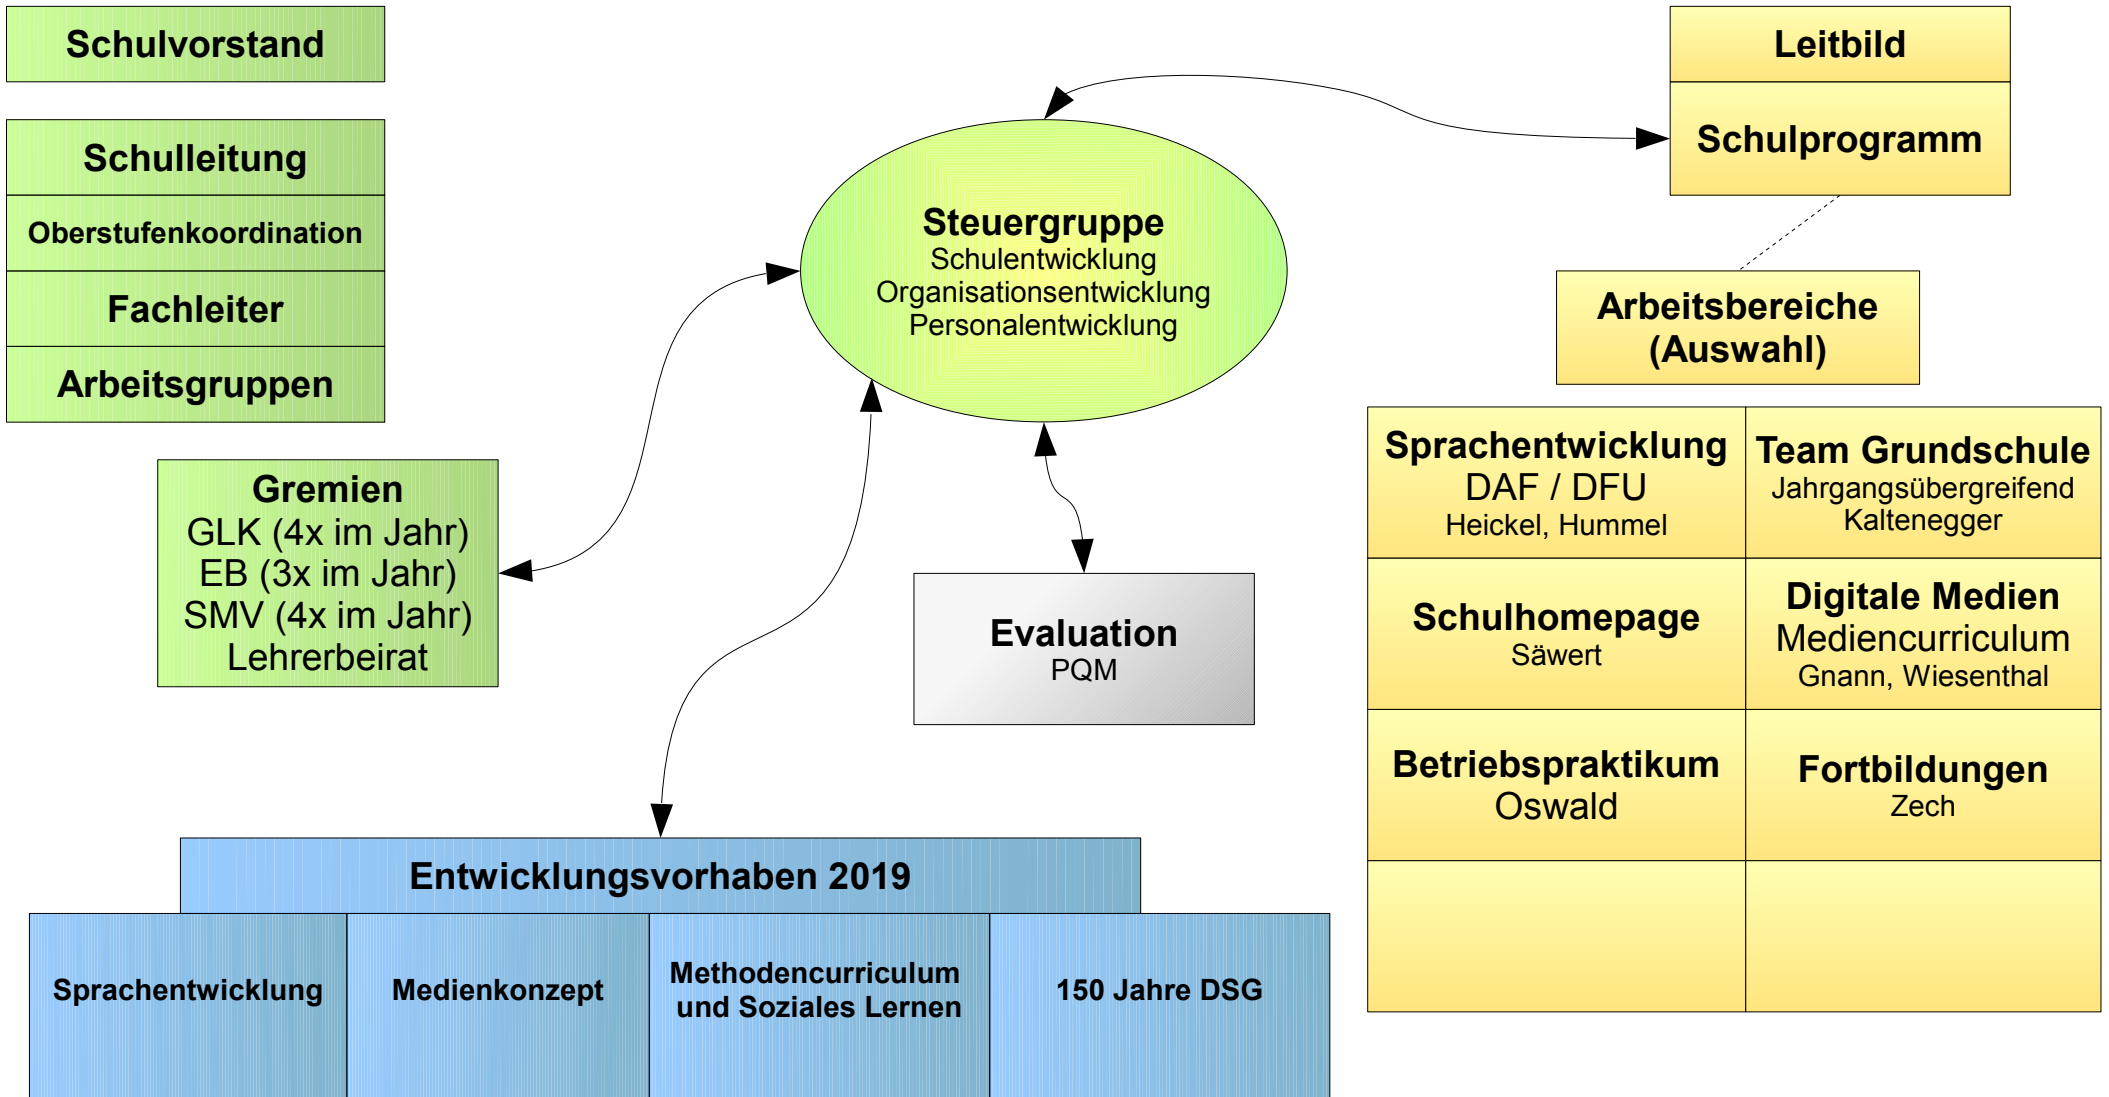 Schulvorstand
Schulleitung
Oberstufenkoordination
Fachleiter
Arbeitsgruppen
Gremien
GLK (4x im Jahr)
EB (3x im Jahr)
SMV (4x im Jahr)
Lehrerbeirat
Steuergruppe
Schulentwicklung
Organisationsentwicklung
Personalentwicklung
Evaluation
PQM
Leitbild
Schulprogramm
Arbeitsbereiche
(Auswahl)
Sprachentwicklung
DAF / DFU
Heickel, Hummel
Team Grundschule
Jahrgangsübergreifend
Kaltenegger
Schulhomepage
Säwert
Digitale Medien
Mediencurriculum
Gnann, Wiesenthal
Betriebspraktikum
Oswald
Fortbildungen
Zech
Entwicklungsvorhaben 2019
Sprachentwicklung
Medienkonzept
Methodencurriculum
und Soziales Lernen
150 Jahre DSG